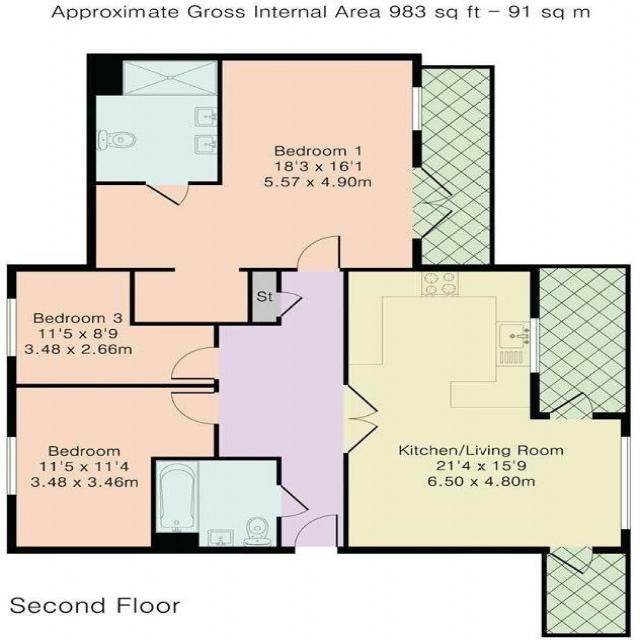 Approximate Gross Internal Area 983 sq ft – 91 sq m
Bedroom 1
18'3 x 16'1
5.57 x 4.90m
St
Bedroom 3
11'5 x 8'9
3.48 x 2.66m
Bedroom
11'5 x 11'4
3.48 x 3.46m
Kitchen/Living Room
21'4 x 15'9
6.50 x 4.80m
Second Floor